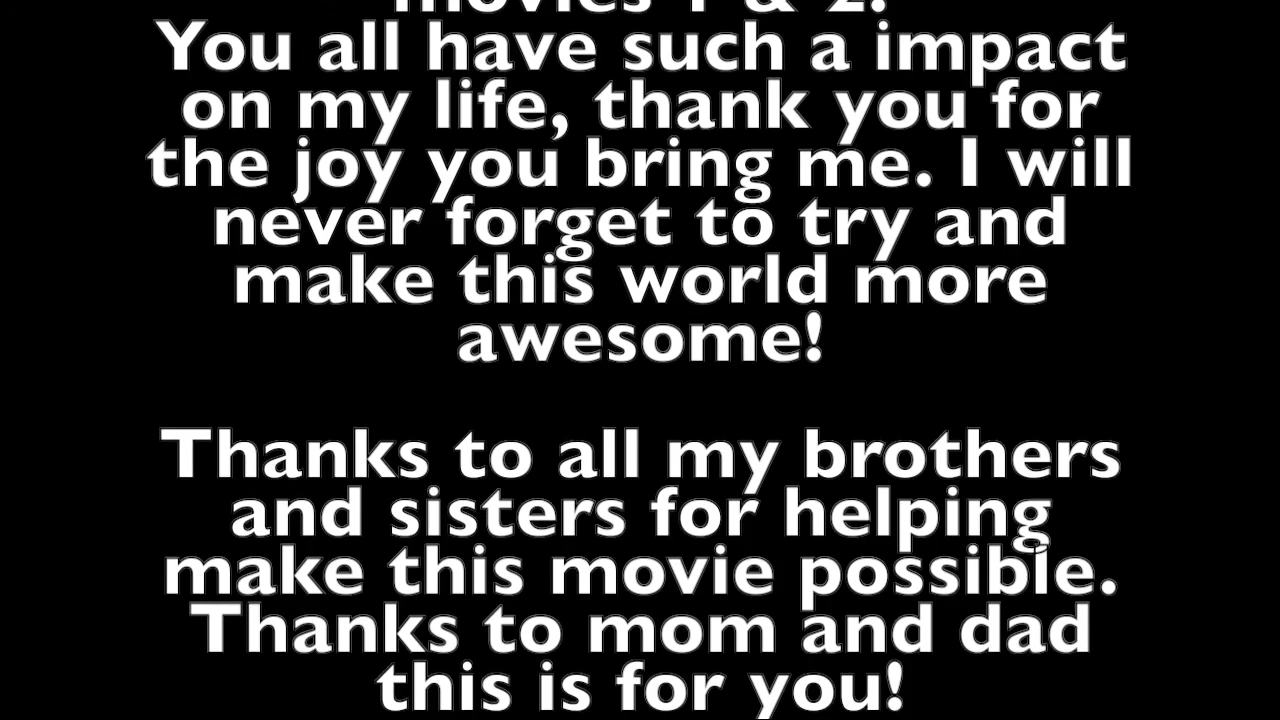 movies 1 & 2!
You all have such a impact
on my life, thank you for
the joy you bring me. I will
never forget to try and
make this world more
awesome!
Thanks to all my brothers
and sisters for helping
make this movie possible.
Thanks to mom and dad
this is for you!